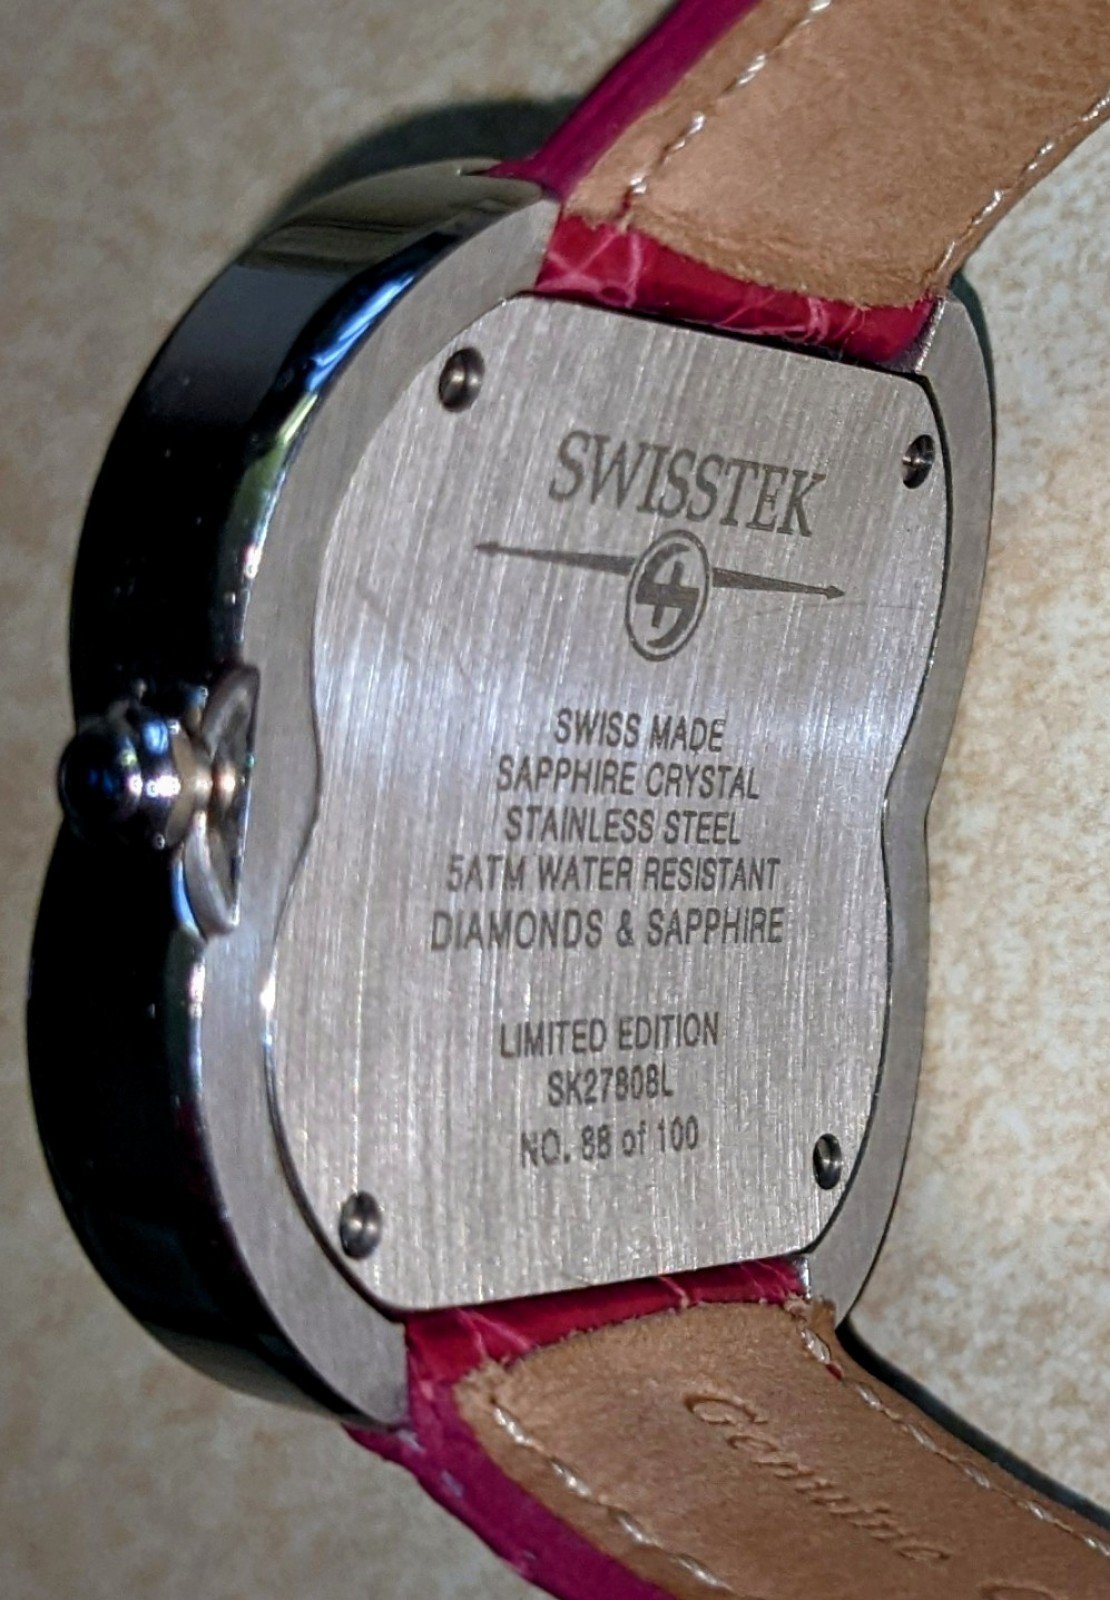 SWISSTEK
SWISS MADE
SAPPHIRE CRYSTAL
STAINLESS STEEL
5ATM WATER RESISTANT
DIAMONDS & SAPPHIRE
LIMITED EDITION
SK27808L
NO. 88 of 100
Genuine